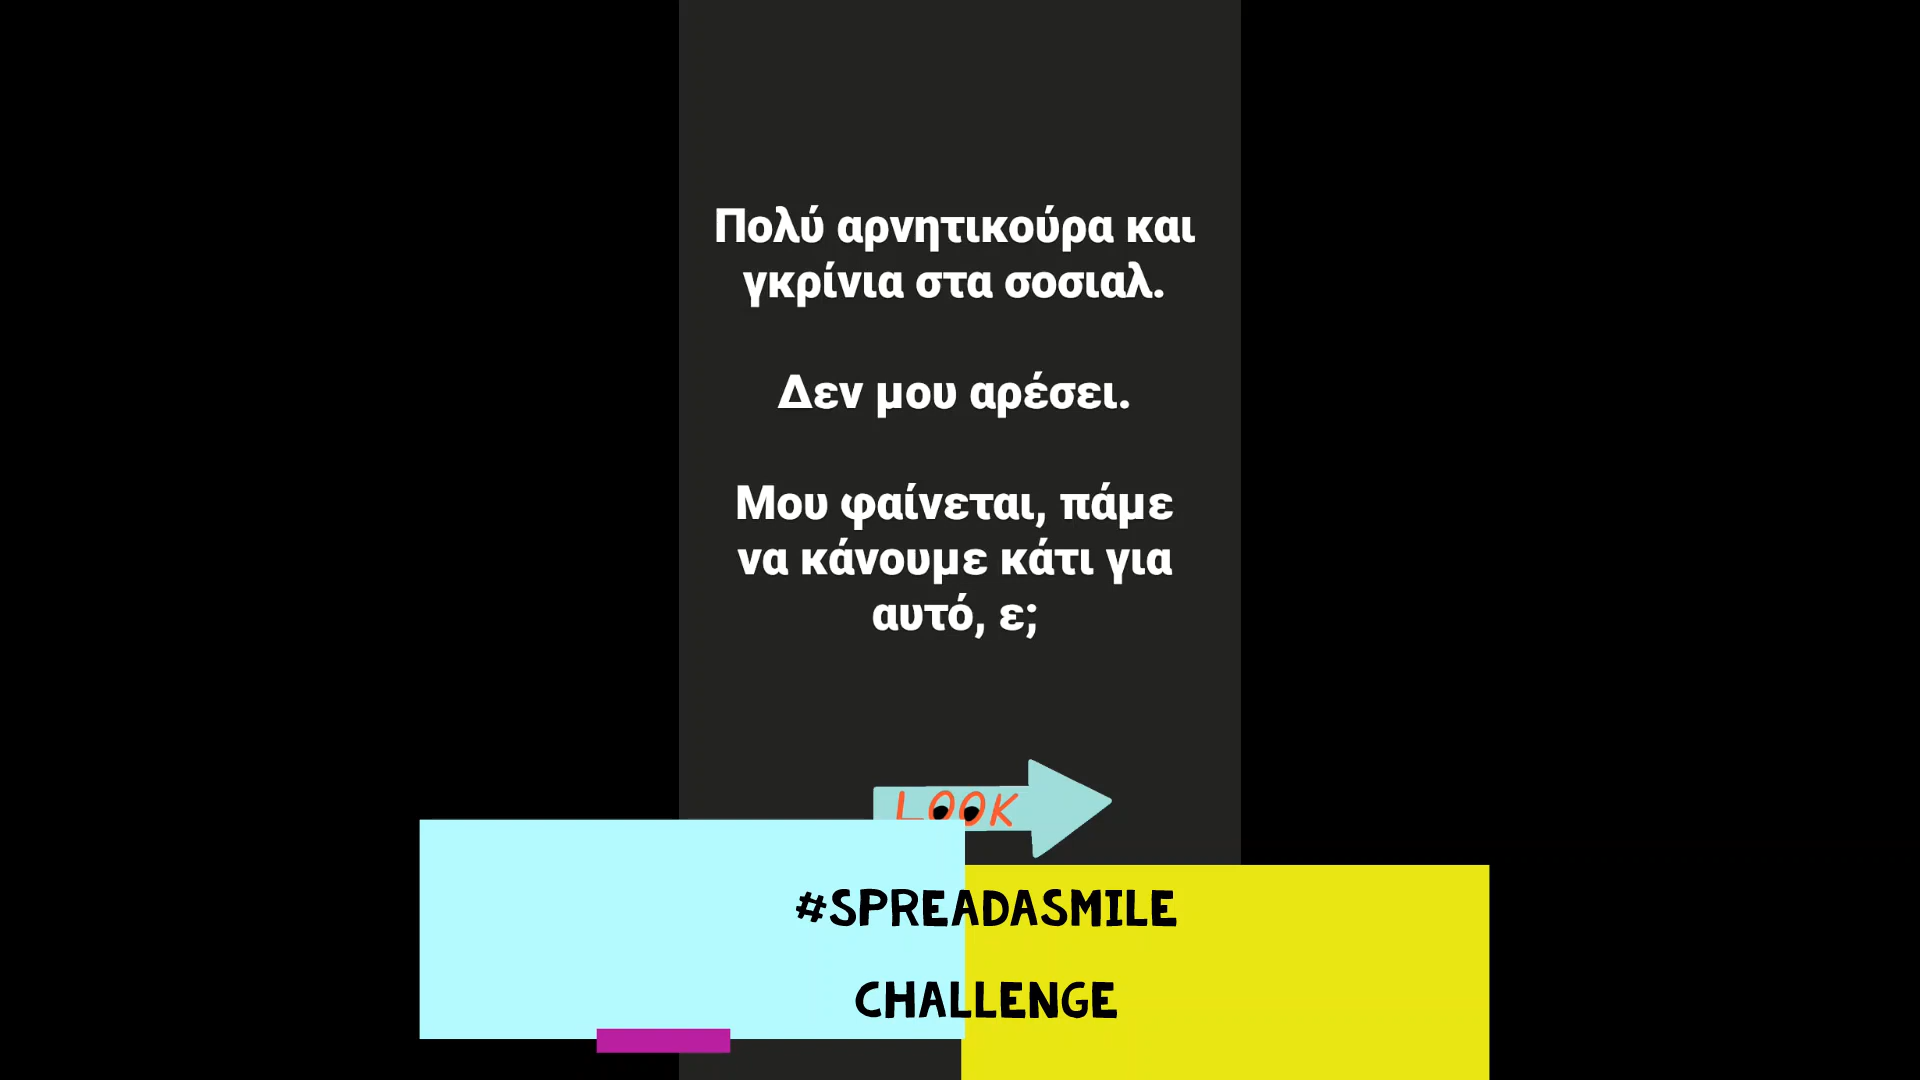 Πολύ αρνητικούρα και
γκρίνια στα σοσιαλ.
Δεν μου αρέσει.
Μου φαίνεται, πάμε
να κάνουμε κάτι για
αυτό, ε;
LOOK
#SPREADASMILE
CHALLENGE